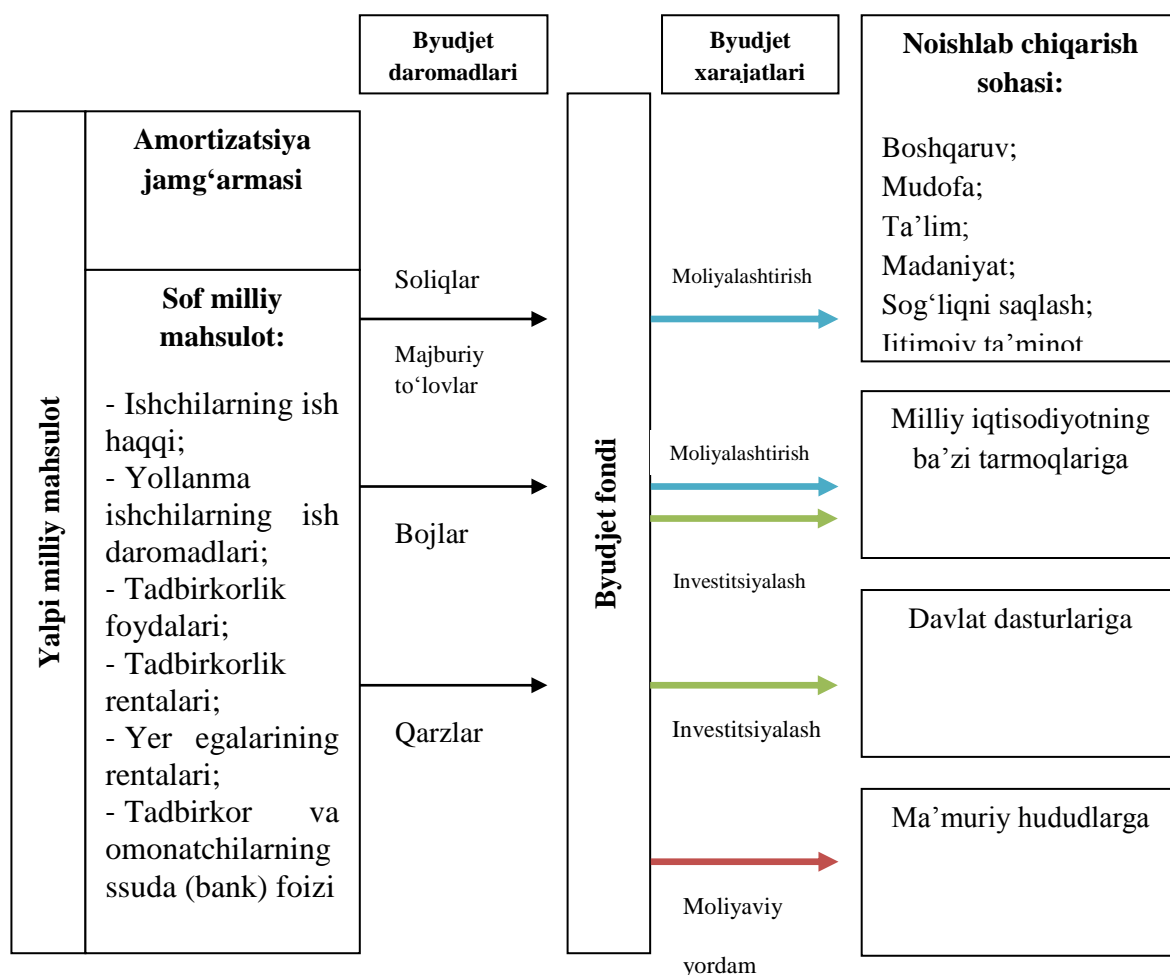 Byudjet
daromadlari
Byudjet
xarajatlari
Noishlab chiqarish
sohasi:
Boshqaruv;
Mudofa;
Ta’lim;
Madaniyat;
Sog‘liqni saqlash;
Ijtimoiy ta’minot
Yalpi milliy mahsulot
Amortizatsiya
jamg‘armasi
Sof milliy
mahsulot:
- Ishchilarning ish
haqqi;
- Yollanma
ishchilarning ish
daromadlari;
- Tadbirkorlik
foydalari;
- Tadbirkorlik
rentalari;
- Yer egalarining
rentalari;
- Tadbirkor va
omonatchilarning
ssuda (bank) foizi
Soliqlar
Majburiy
to‘lovlar
Bojlar
Qarzlar
Byudjet fondi
Moliyalashtirish
Moliyalashtirish
Investitsiyalash
Investitsiyalash
Moliyaviy
yordam
Milliy iqtisodiyotning
ba’zi tarmoqlariga
Davlat dasturlariga
Ma’muriy hududlarga